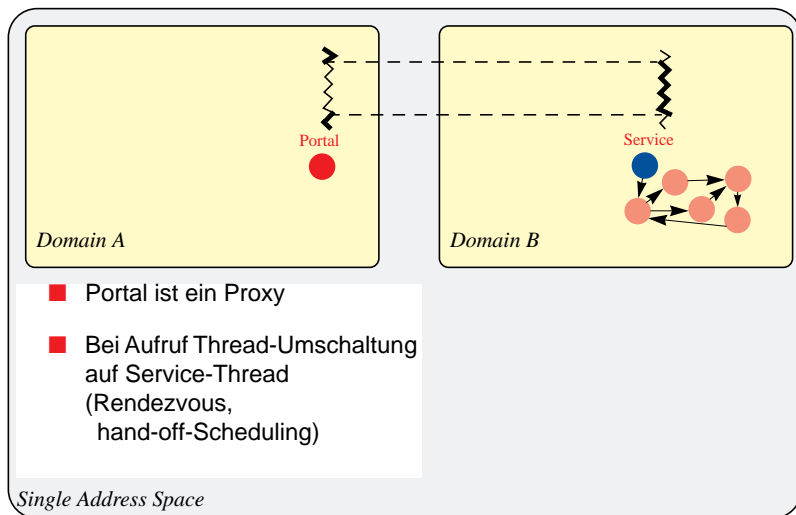 Portal
Service
Domain A
Domain B
Portal ist ein Proxy
Bei Aufruf Thread-Umschaltung
auf Service-Thread
(Rendezvous,
hand-off-Scheduling)
Single Address Space